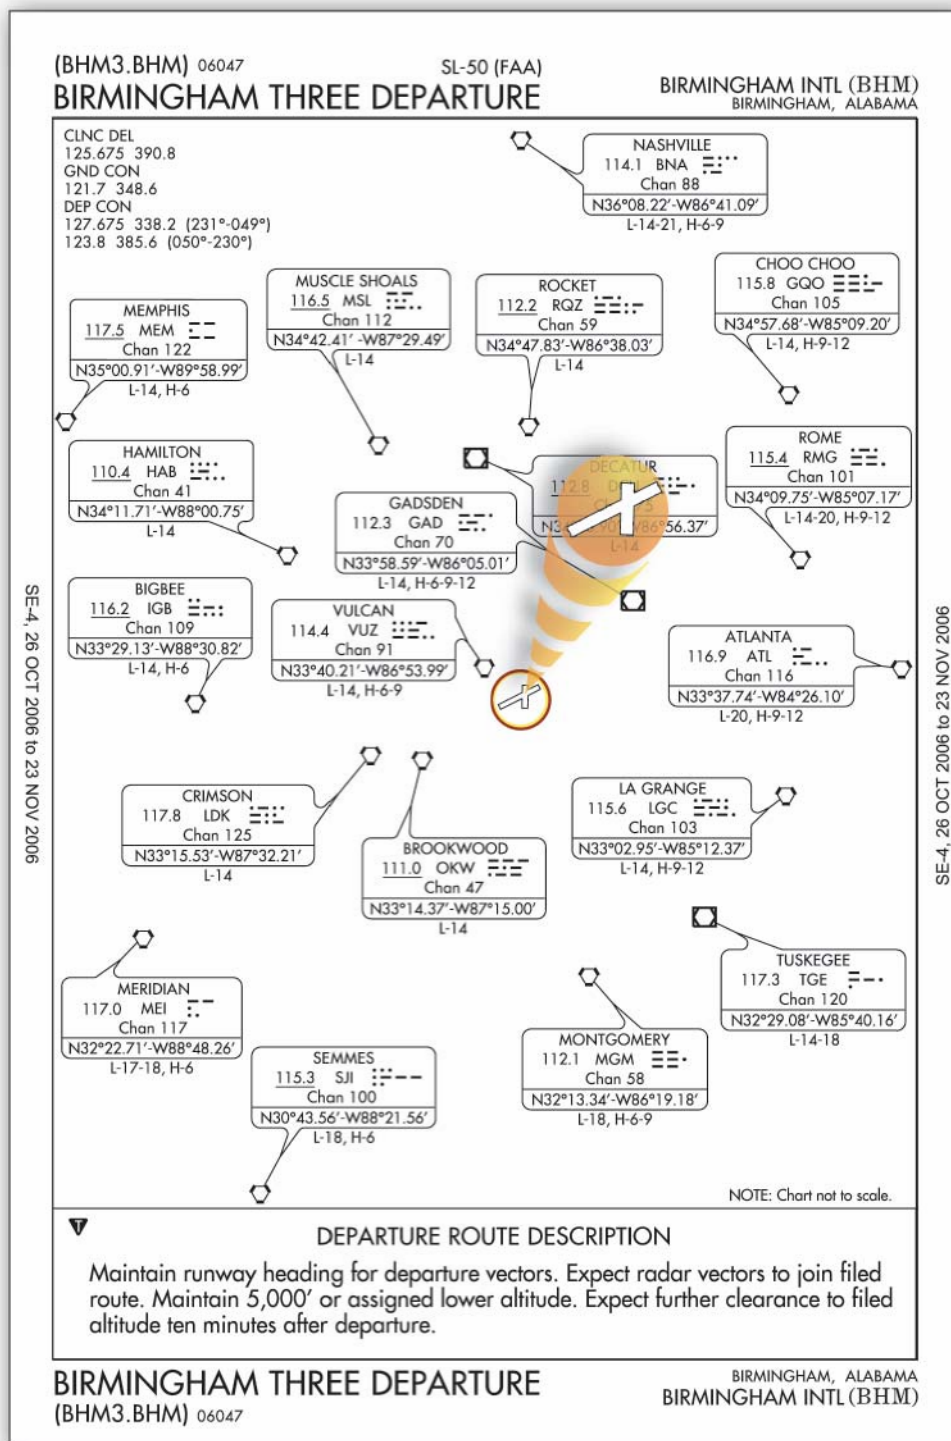 (BHM3.BHM) 06047
SL-50 (FAA)
BIRMINGHAM INTL (BHM)
BIRMINGHAM THREE DEPARTURE
BIRMINGHAM, ALABAMA
CLNC DEL
125.675 390.8
GND CON
121.7 348.6
DEP CON
127.675 338.2 (231°-049°)
123.8 385.6 (050°-230°)
NASHVILLE
114.1 BNA
Chan 88
N36°08.22′-W86°41.09′
L-14-21, H-6-9
CHOO CHOO
115.8 GQO
Chan 105
N34°57.68′-W85°09.20′
L-14, H-9-12
MUSCLE SHOALS
116.5 MSL
Chan 112
N34°42.41′ -W87°29.49′
L-14
ROCKET
112.2 RQZ
Chan 59
N34°47.83′-W86°38.03′
L-14
MEMPHIS
117.5 MEM
Chan 122
N35°00.91′-W89°58.99′
L-14, H-6
HAMILTON
110.4 HAB
Chan 41
N34°11.71′-W88°00.75′
L-14
DECATUR
112.8
W86°56.37′
L-14
ROME
115.4 RMG
Chan 101
N34°09.75′-W85°07.17′
L-14-20, H-9-12
GADSDEN
112.3 GAD
Chan 70
N33°58.59′-W86°05.01′
L-14, H-6-9-12
BIGBEE
116.2 IGB
Chan 109
N33°29.13′-W88°30.82′
L-14, H-6
VULCAN
114.4 VUZ
Chan 91
N33°40.21′-W86°53.99′
L-14, H-6-9
ATLANTA
116.9 ATL
Chan 116
N33°37.74′-W84°26.10′
L-20, H-9-12
SE-4, 26 OCT 2006 to 23 NOV 2006
SE-4, 26 OCT 2006 to 23 NOV 2006
CRIMSON
117.8 LDK
Chan 125
N33°15.53′-W87°32.21′
L-14
LA GRANGE
115.6 LGC
Chan 103
N33°02.95′-W85°12.37′
L-14, H-9-12
BROOKWOOD
111.0 OKW
Chan 47
N33°14.37′-W87°15.00′
L-14
TUSKEGEE
117.3 TGE
Chan 120
N32°29.08′-W85°40.16′
L-14-18
MERIDIAN
117.0 MEI
Chan 117
N32°22.71′-W88°48.26′
L-17-18, H-6
MONTGOMERY
112.1 MGM
Chan 58
N32°13.34′-W86°19.18′
L-18, H-6-9
SEMMES
115.3 SJI
Chan 100
N30°43.56′-W88°21.56′
L-18, H-6
NOTE: Chart not to scale.
T
DEPARTURE ROUTE DESCRIPTION
Maintain runway heading for departure vectors. Expect radar vectors to join filed
route. Maintain 5,000′ or assigned lower altitude. Expect further clearance to filed
altitude ten minutes after departure.
BIRMINGHAM THREE DEPARTURE
(BHM3.BHM) 06047
BIRMINGHAM, ALABAMA
BIRMINGHAM INTL (BHM)